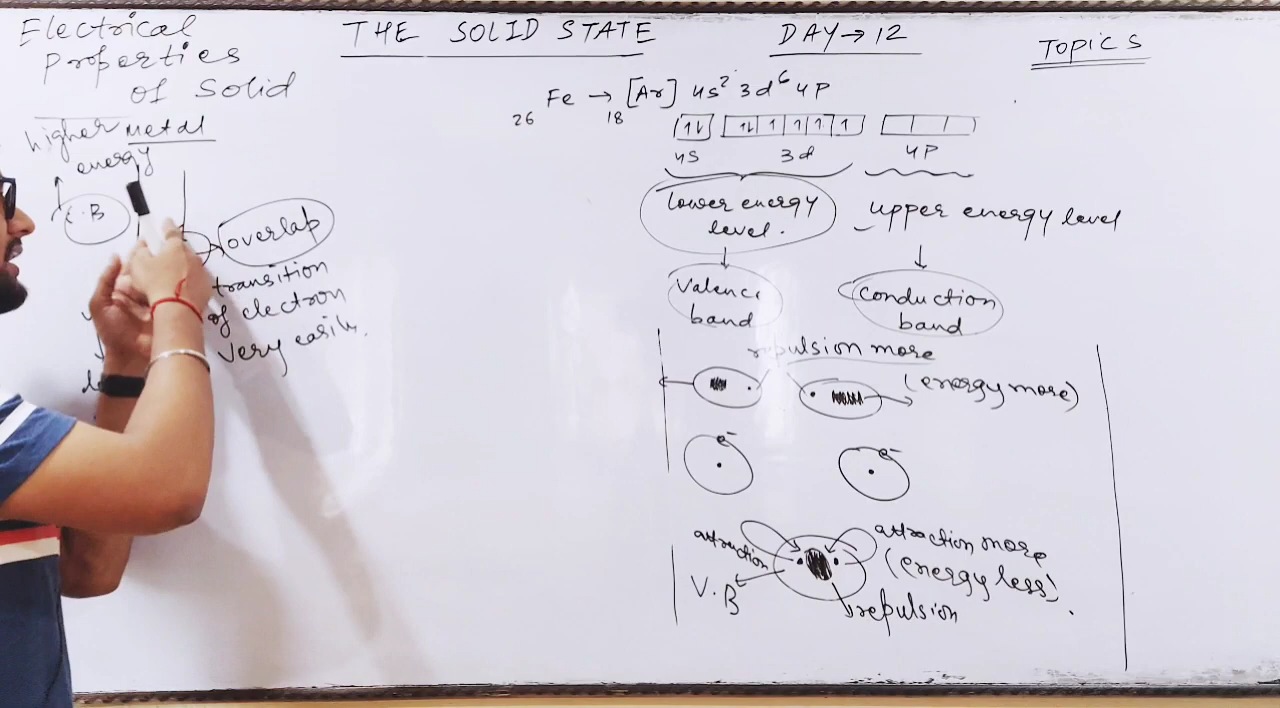 Electrical
Properties
of Solid
THE SOLID STATE
DAY→12
TOPICS
26 Fe → [Ar] 18 4s² 3d⁶ 4P
4S 3d 4P
lower energy
level.
upper energy level
Valence
band
Conduction
band
higher metal
energy
C.B
overlap
transition
of electron
very easily.
repulsion more
(energy more)
e⁻ e⁻
attraction
attraction more
(energy less).
V.B
repulsion